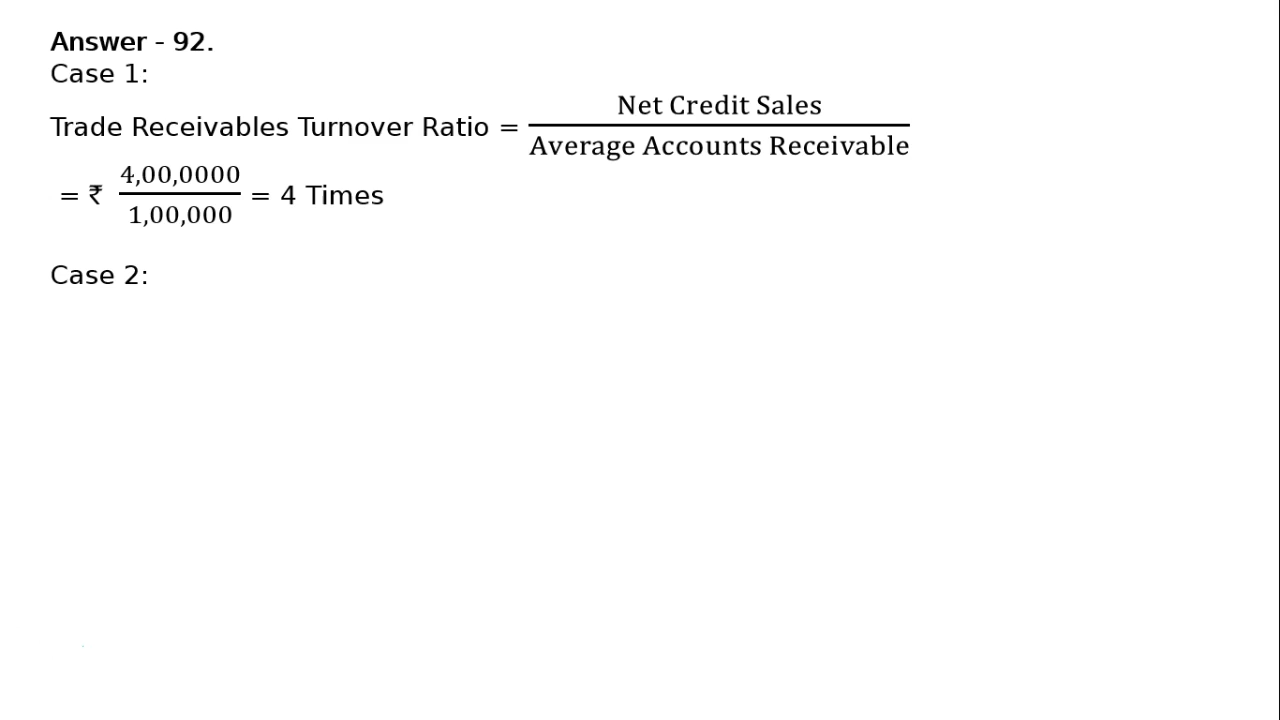 Answer - 92.
Case 1:
Trade Receivables Turnover Ratio = Net Credit Sales / Average Accounts Receivable
= ₹ 4,00,0000 / 1,00,000 = 4 Times
Case 2: